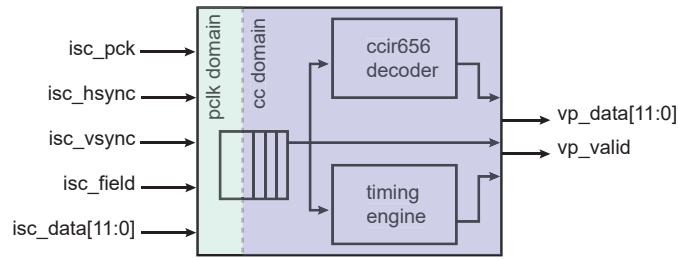 isc_pck
isc_hsync
isc_vsync
isc_field
isc_data[11:0]
pclk domain
cc domain
ccir656
decoder
timing
engine
vp_data[11:0]
vp_valid